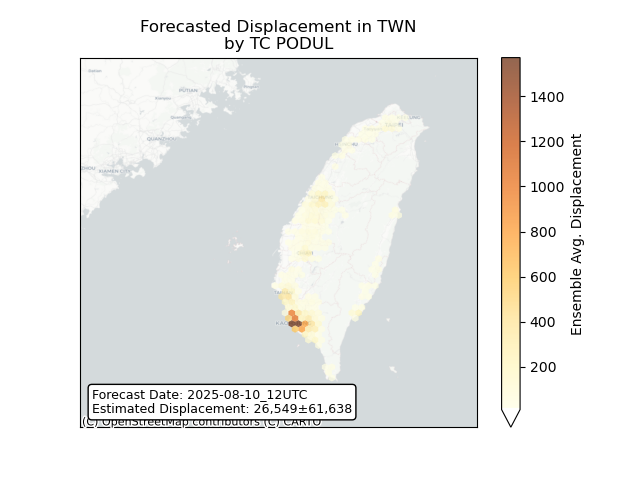 Forecasted Displacement in TWN
by TC PODUL
1400
1200
1000
800
600
400
200
Ensemble Avg. Displacement
PUTIAN
Forecast Date: 2025-08-10_12UTC
Estimated Displacement: 26,549±61,638
(C) OpenStreetMap contributors (C) CARTO